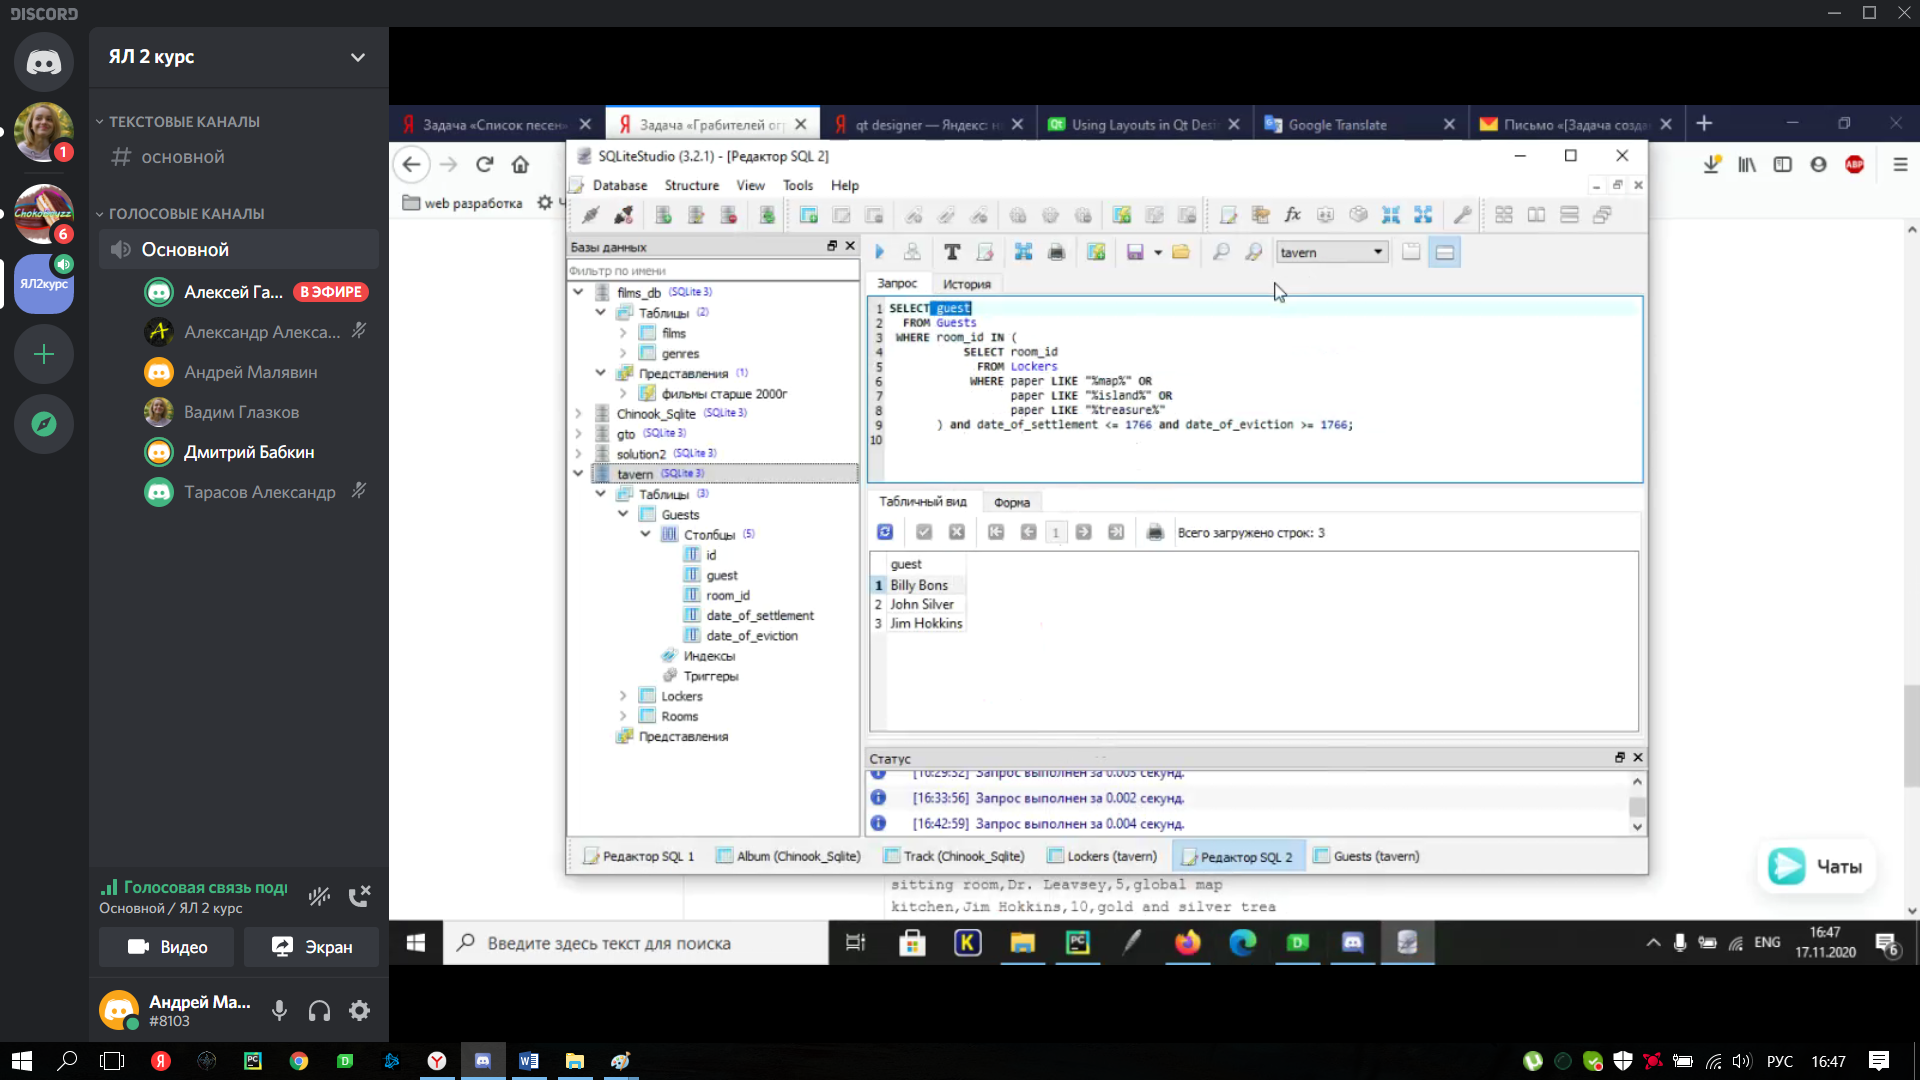 DISCORD
ЯЛ 2 курс
ТЕКСТОВЫЕ КАНАЛЫ
# основной
ГОЛОСОВЫЕ КАНАЛЫ
Основной
Алексей Га... В ЭФИРЕ
Александр Алекса...
Андрей Малявин
Вадим Глазков
Дмитрий Бабкин
Тарасов Александр
1
Chokobbuzz
6
ЯЛ2курс
Голосовая связь под
Основной / ЯЛ 2 курс
Видео
Экран
Андрей Ма...
#8103
Задача «Список песен»
Задача «Грабителей ог
qt designer — Яндекс: н
Using Layouts in Qt Desi
Google Translate
Письмо «[Задача созда
web разработка
ABP
SQLiteStudio (3.2.1) - [Редактор SQL 2]
Database Structure View Tools Help
Базы данных
Фильтр по имени
films_db (SQLite 3)
Таблицы (2)
films
genres
Представления (1)
фильмы старше 2000г
Chinook_Sqlite (SQLite 3)
gto (SQLite 3)
solution2 (SQLite 3)
tavern (SQLite 3)
Таблицы (3)
Guests
Столбцы (5)
id
guest
room_id
date_of_settlement
date_of_eviction
Индексы
Триггеры
Lockers
Rooms
Представления
tavern
Запрос История
1 SELECT guest
2 FROM Guests
3 WHERE room_id IN (
4 SELECT room_id
5 FROM Lockers
6 WHERE paper LIKE "%map%" OR
7 paper LIKE "%island%" OR
8 paper LIKE "%treasure%"
9 ) and date_of_settlement <= 1766 and date_of_eviction >= 1766;
10
Табличный вид Форма
1
Всего загружено строк: 3
guest
1 Billy Bons
2 John Silver
3 Jim Hokkins
Статус
[16:29:32] Запрос выполнен за 0.003 секунд.
[16:33:56] Запрос выполнен за 0.002 секунд.
[16:42:59] Запрос выполнен за 0.004 секунд.
Редактор SQL 1 Album (Chinook_Sqlite) Track (Chinook_Sqlite) Lockers (tavern) Редактор SQL 2 Guests (tavern)
sitting room,Dr. Leavsey,5,global map
kitchen,Jim Hokkins,10,gold and silver trea
Чаты
Введите здесь текст для поиска
ENG
16:47
17.11.2020
6
РУС
16:47